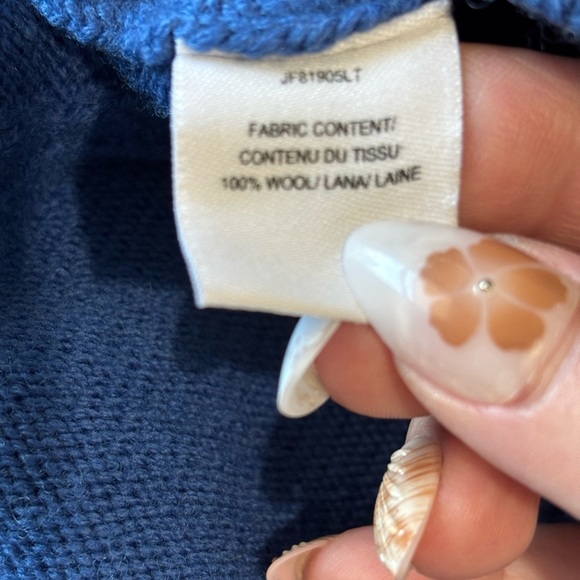 JF81905LT
FABRIC CONTENT/
CONTENU DU TISSU
100% WOOL/ LANA/ LAINE